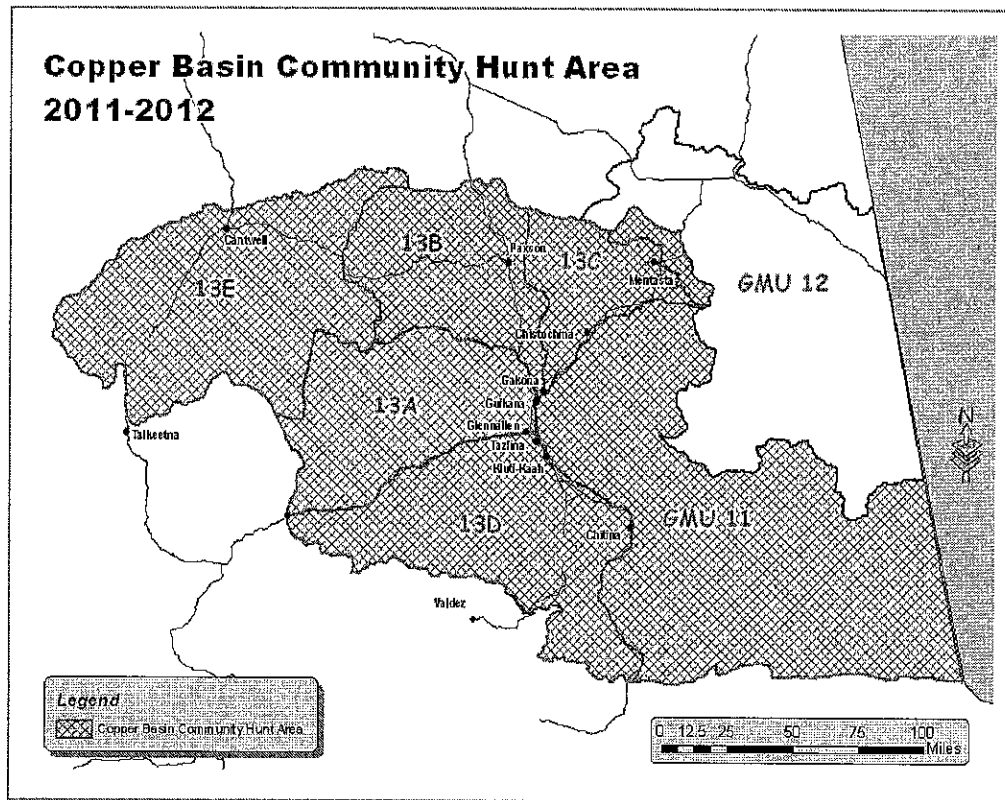 Copper Basin Community Hunt Area
2011-2012
Cantwell
13B
Paxson
13C
Mentasta
GMU 12
13E
Chistochina
Gakona
13A
Gulkana
Glennallen
Talkeetna
Tazlina
Kluti-Kaah
N
13D
GMU 11
Chitina
Valdez
Legend
Copper Basin Community Hunt Area
0 12.5 25 50 75 100
Miles